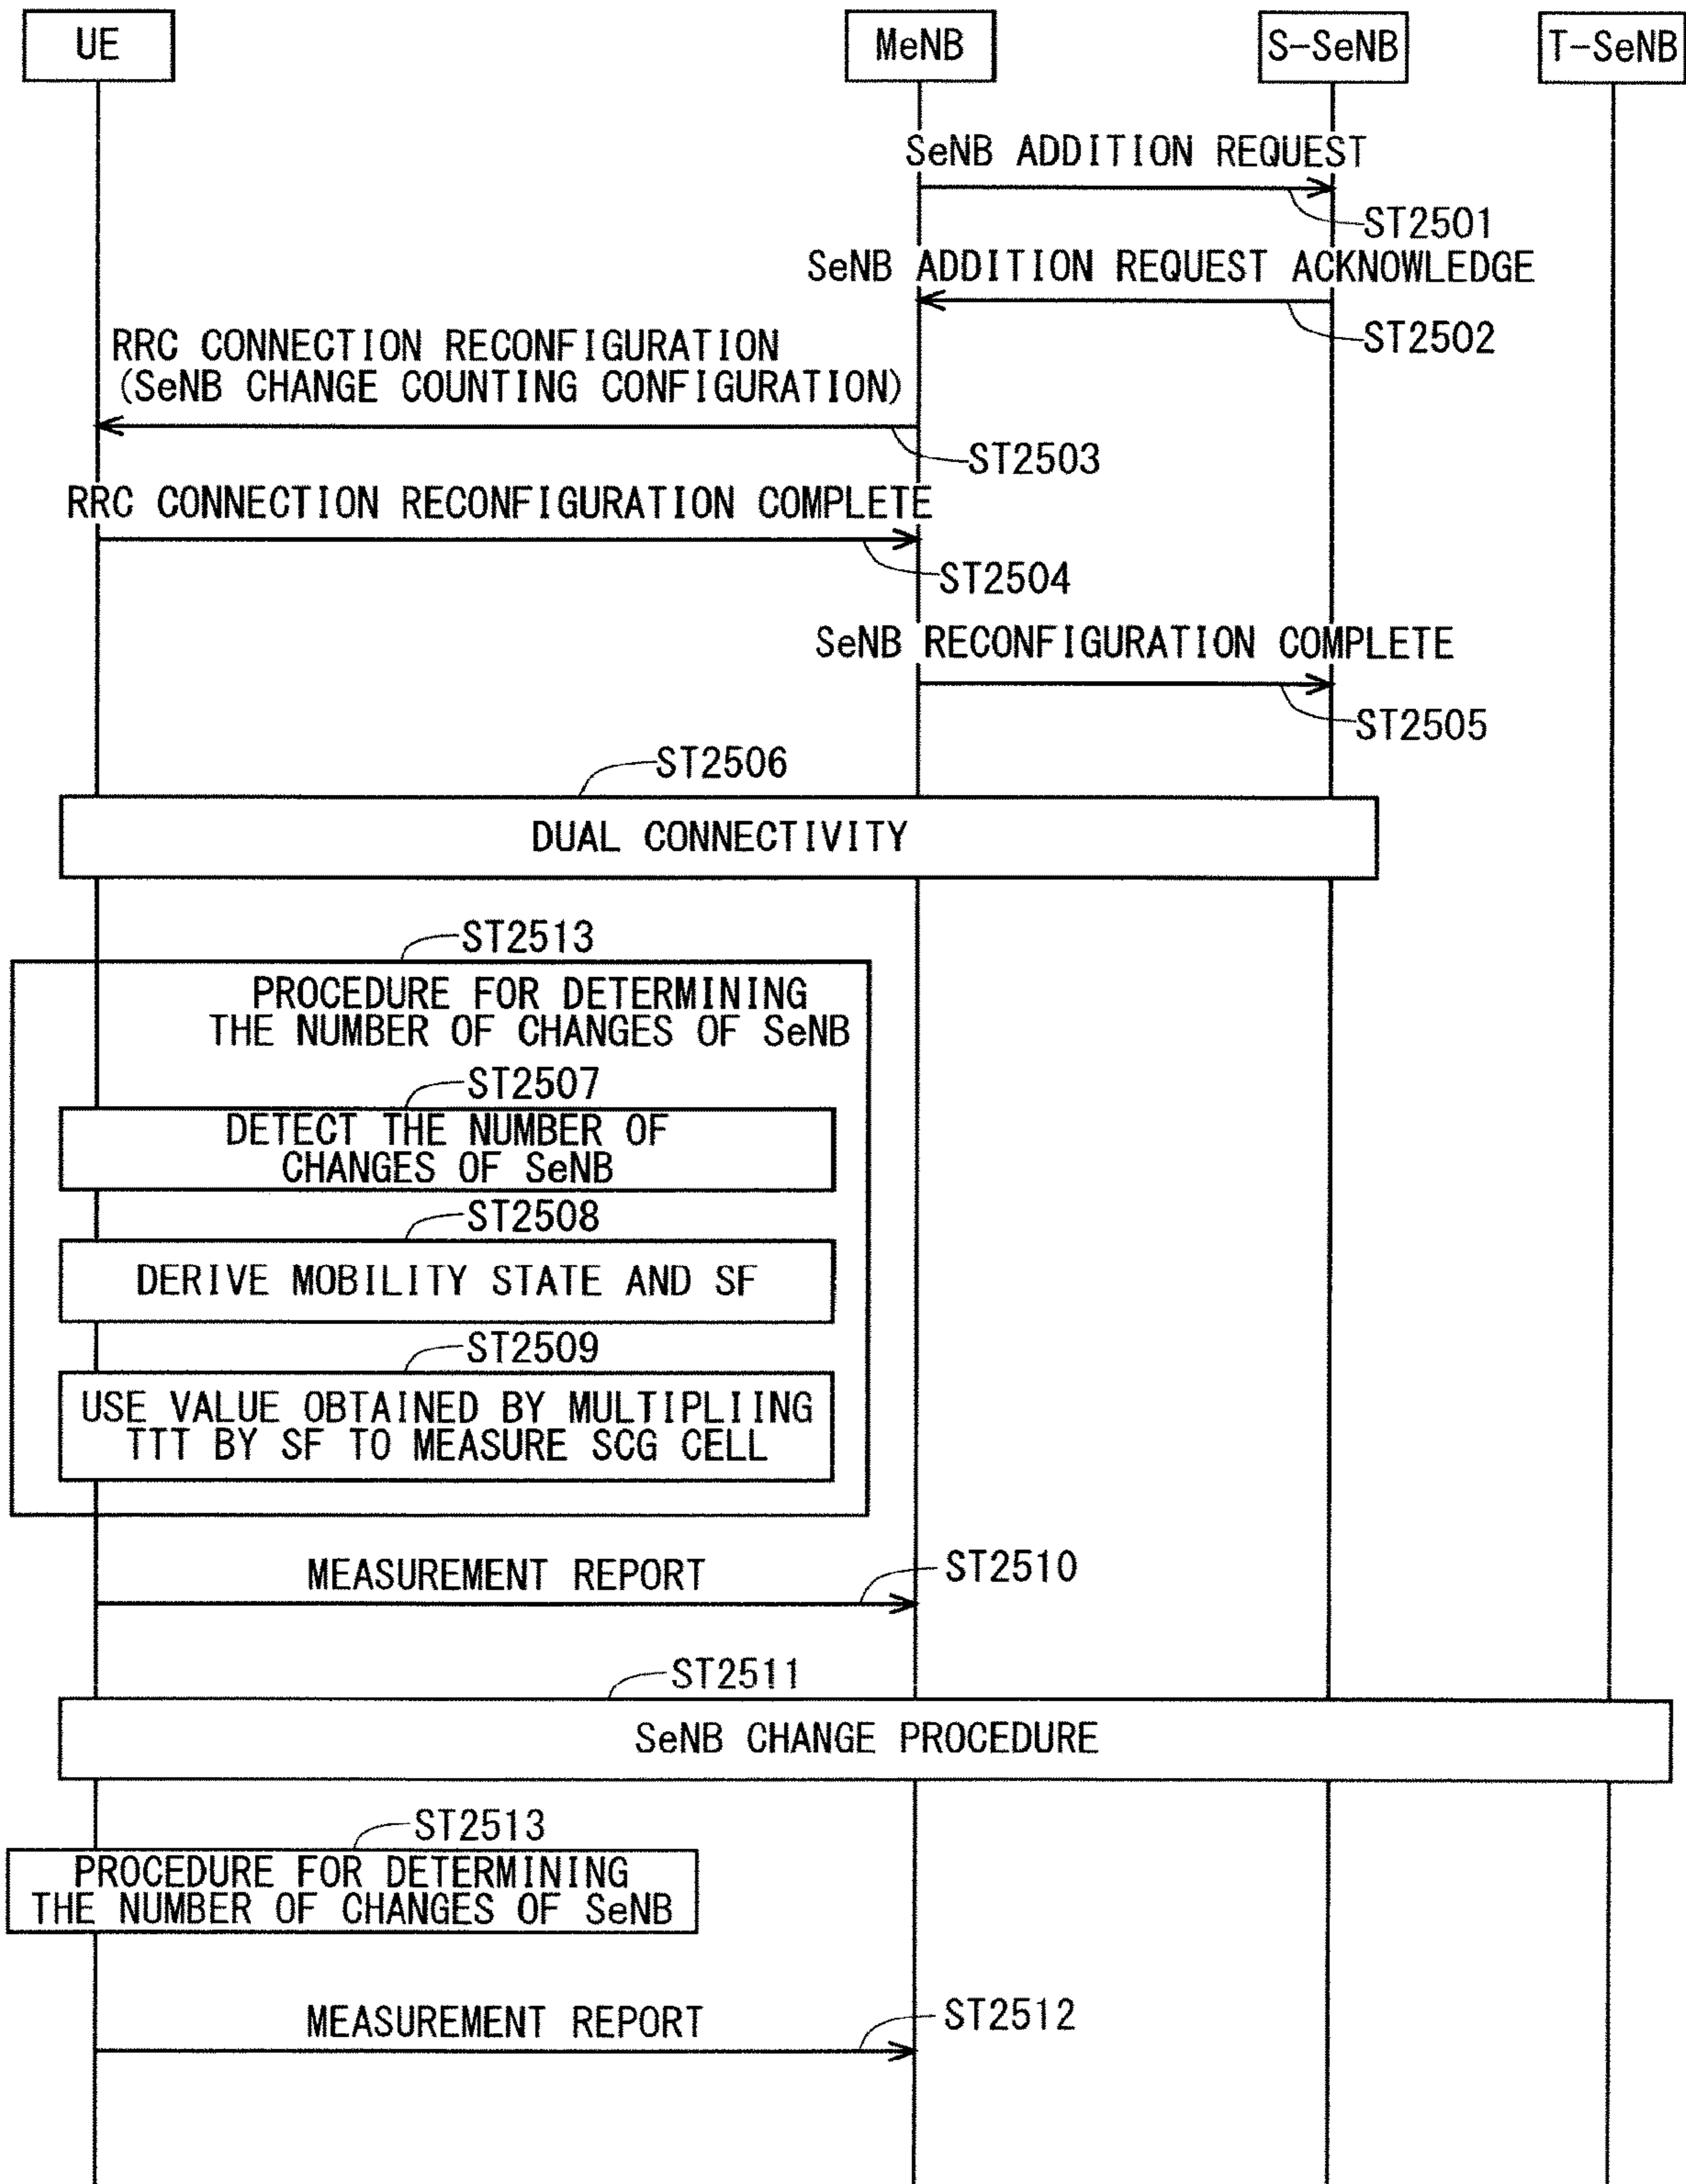 UE
MeNB
S-SeNB
T-SeNB
SeNB ADDITION REQUEST
ST2501
SeNB ADDITION REQUEST ACKNOWLEDGE
ST2502
RRC CONNECTION RECONFIGURATION
(SeNB CHANGE COUNTING CONFIGURATION)
ST2503
RRC CONNECTION RECONFIGURATION COMPLETE
ST2504
SeNB RECONFIGURATION COMPLETE
ST2505
ST2506
DUAL CONNECTIVITY
ST2513
PROCEDURE FOR DETERMINING
THE NUMBER OF CHANGES OF SeNB
ST2507
DETECT THE NUMBER OF
CHANGES OF SeNB
ST2508
DERIVE MOBILITY STATE AND SF
ST2509
USE VALUE OBTAINED BY MULTIPLIING
TTT BY SF TO MEASURE SCG CELL
MEASUREMENT REPORT
ST2510
ST2511
SeNB CHANGE PROCEDURE
ST2513
PROCEDURE FOR DETERMINING
THE NUMBER OF CHANGES OF SeNB
MEASUREMENT REPORT
ST2512